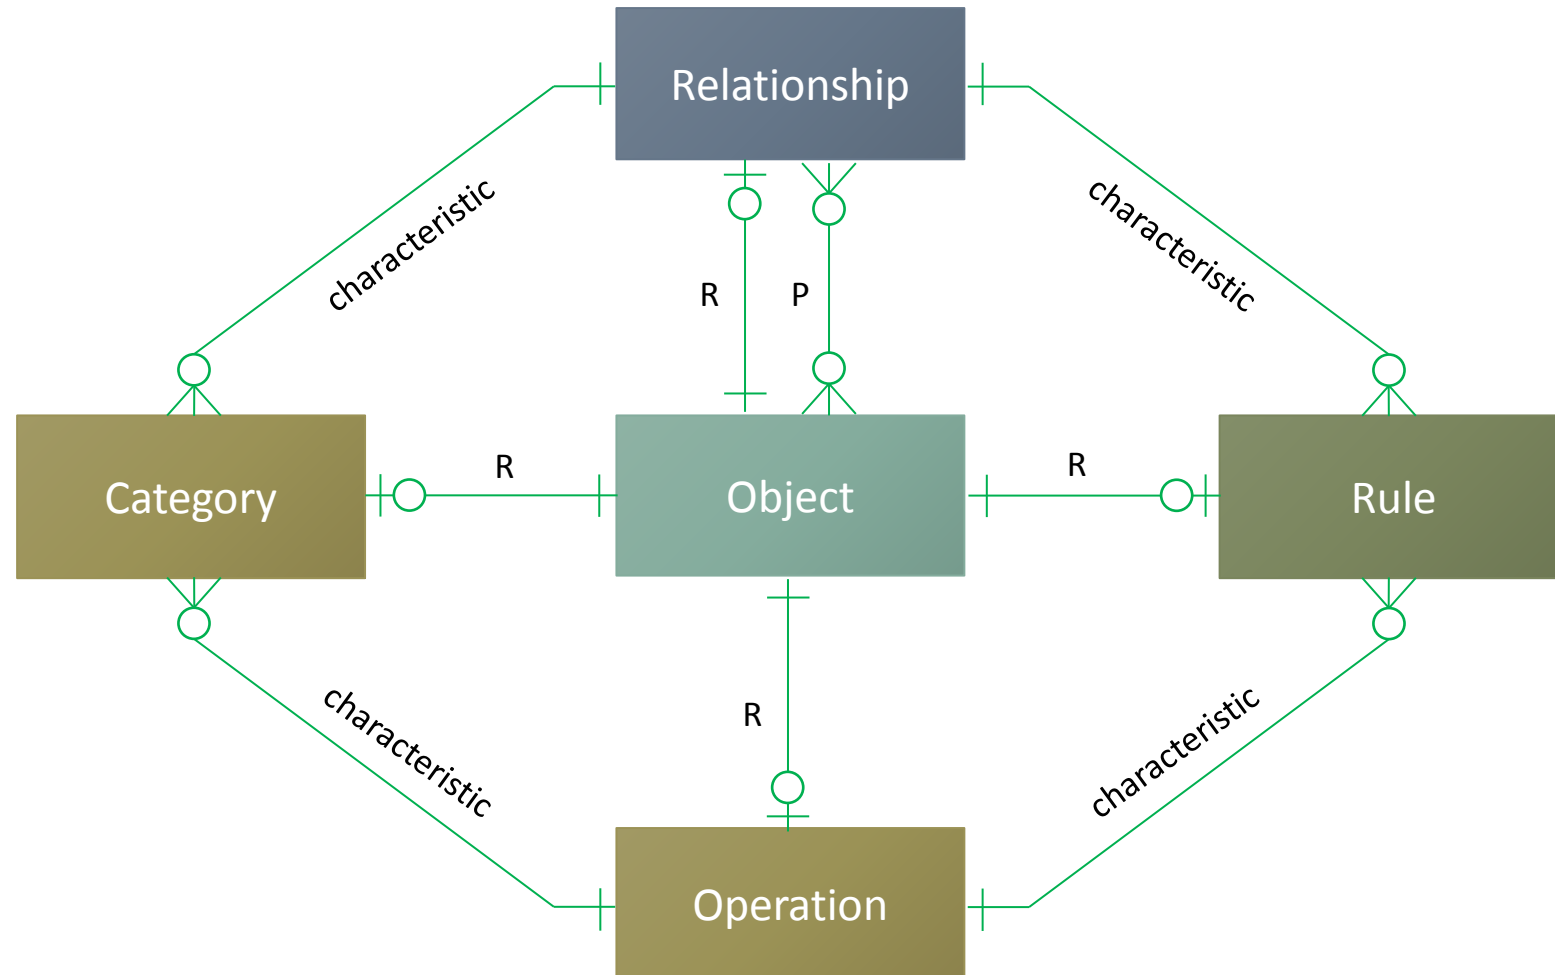 Relationship
characteristic
characteristic
R
P
R
R
Category
Object
Rule
R
characteristic
characteristic
Operation